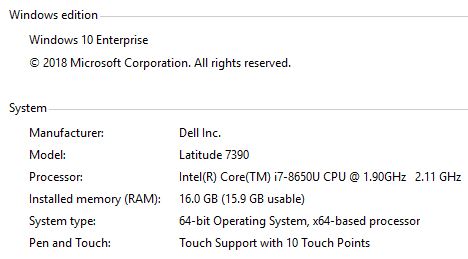 Windows edition
Windows 10 Enterprise
© 2018 Microsoft Corporation. All rights reserved.
System
Manufacturer: Dell Inc.
Model: Latitude 7390
Processor: Intel(R) Core(TM) i7-8650U CPU @ 1.90GHz 2.11 GHz
Installed memory (RAM): 16.0 GB (15.9 GB usable)
System type: 64-bit Operating System, x64-based processor
Pen and Touch: Touch Support with 10 Touch Points